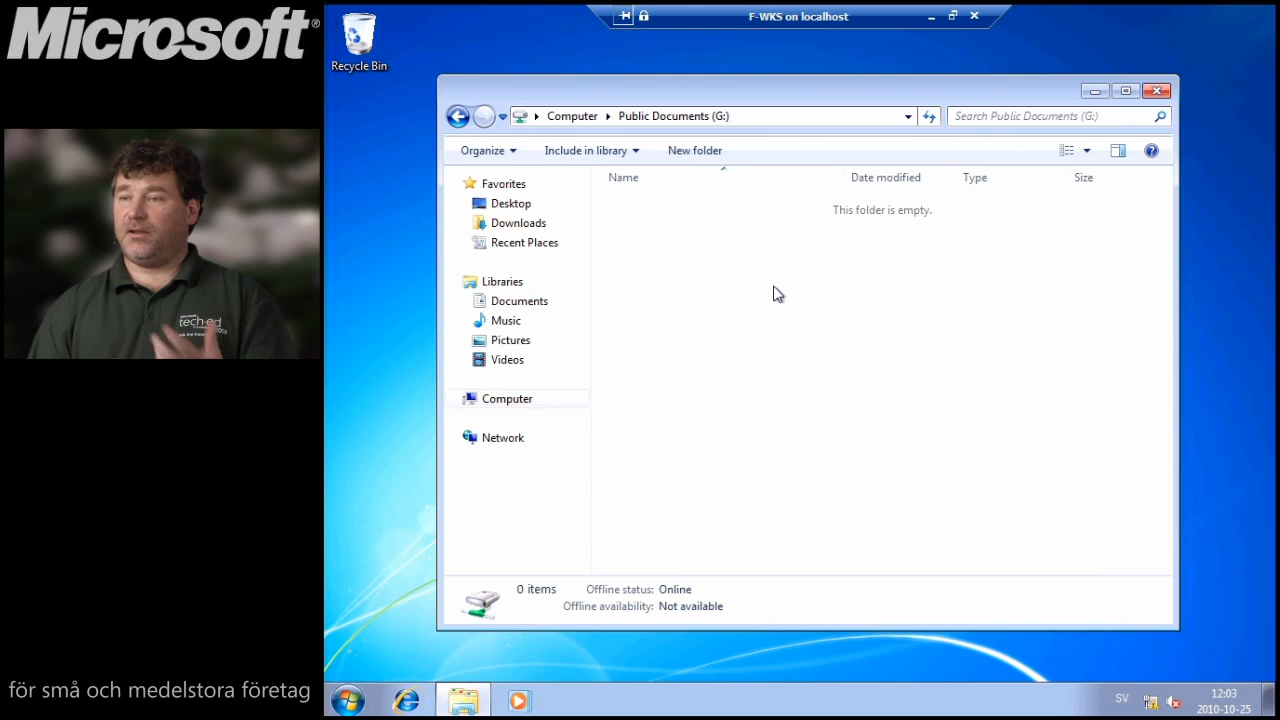 Microsoft®
Recycle Bin
F-WKS on localhost
Computer
Public Documents (G:)
Search Public Documents (G:)
Organize
Include in library
New folder
Name
Date modified
Type
Size
This folder is empty.
Favorites
Desktop
Downloads
Recent Places
Libraries
Documents
Music
Pictures
Videos
Computer
Network
0 items
Offline status: Online
Offline availability: Not available
tech·ed
för små och medelstora företag
SV
12:03
2010-10-25